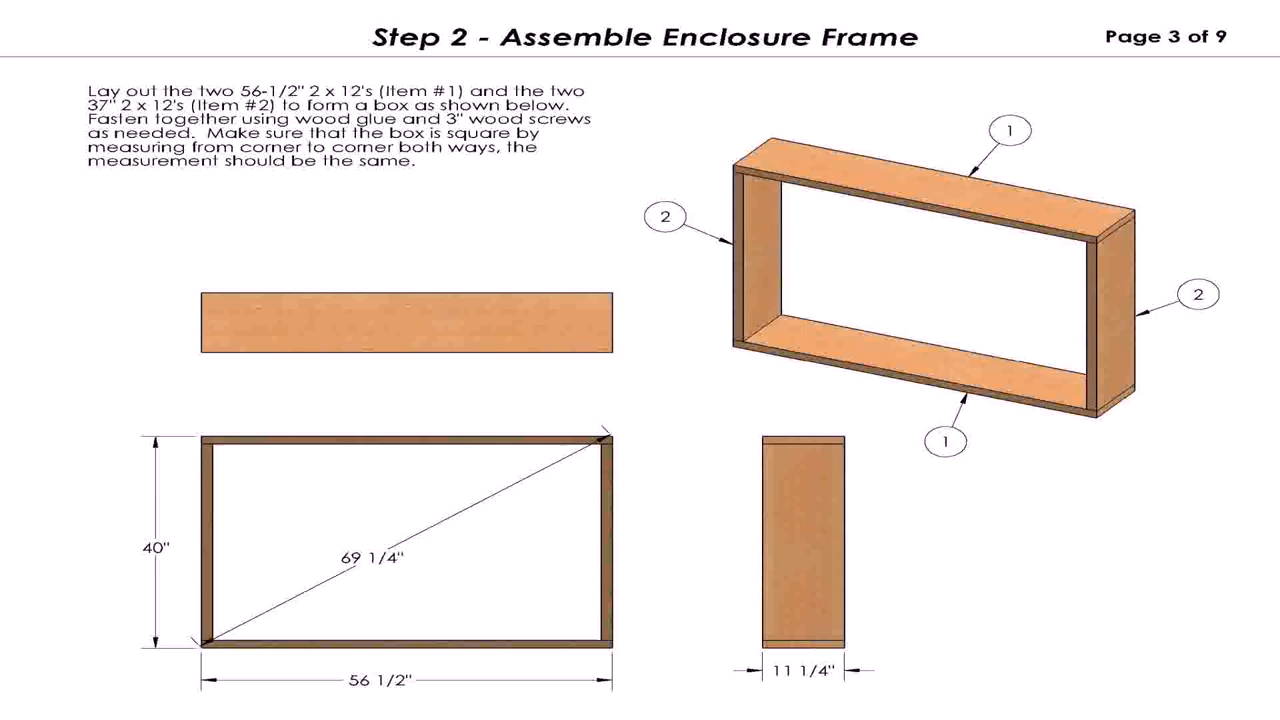 Step 2 - Assemble Enclosure Frame
Page 3 of 9
Lay out the two 56-1/2" 2 x 12's (Item #1) and the two
37" 2 x 12's (Item #2) to form a box as shown below.
Fasten together using wood glue and 3" wood screws
as needed.  Make sure that the box is square by
measuring from corner to corner both ways, the
measurement should be the same.
1
2
2
1
40"
69 1/4"
56 1/2"
11 1/4"